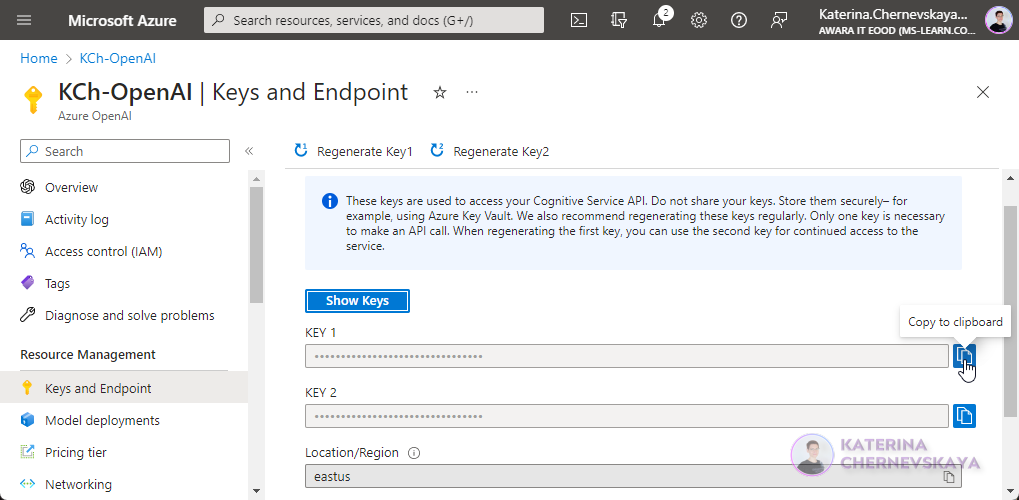 Microsoft Azure
Search resources, services, and docs (G+/)
2
Katerina.Chernevskaya...
AWARA IT EOOD (MS-LEARN.CO...
Home > KCh-OpenAI
KCh-OpenAI | Keys and Endpoint
Azure OpenAI
Search
Overview
Activity log
Access control (IAM)
Tags
Diagnose and solve problems
Resource Management
Keys and Endpoint
Model deployments
Pricing tier
Networking
Regenerate Key1
Regenerate Key2
These keys are used to access your Cognitive Service API. Do not share your keys. Store them securely– for
example, using Azure Key Vault. We also recommend regenerating these keys regularly. Only one key is necessary
to make an API call. When regenerating the first key, you can use the second key for continued access to the
service.
Show Keys
Copy to clipboard
KEY 1
••••••••••••••••••••••••••••••••
KEY 2
••••••••••••••••••••••••••••••••
Location/Region
eastus
KATERINA
CHERNEVSKAYA